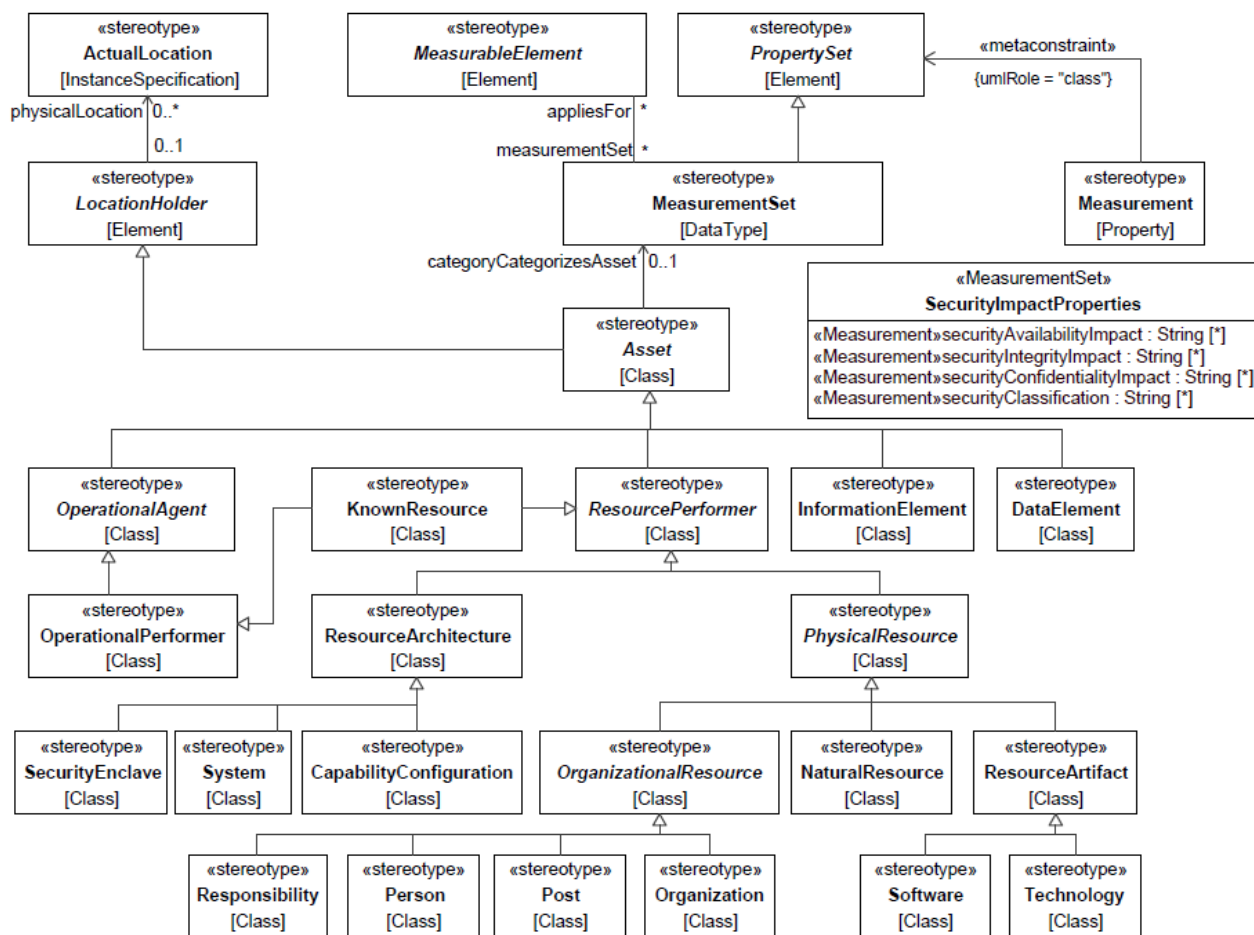 «stereotype»
ActualLocation
[InstanceSpecification]
«stereotype»
MeasurableElement
[Element]
«stereotype»
PropertySet
[Element]
«metaconstraint»
{umlRole = "class"}
physicalLocation 0..*
appliesFor *
0..1
measurementSet *
«stereotype»
LocationHolder
[Element]
«stereotype»
MeasurementSet
[DataType]
«stereotype»
Measurement
[Property]
categoryCategorizesAsset 0..1
«MeasurementSet»
SecurityImpactProperties
«Measurement»securityAvailabilityImpact : String [*]
«Measurement»securityIntegrityImpact : String [*]
«Measurement»securityConfidentialityImpact : String [*]
«Measurement»securityClassification : String [*]
«stereotype»
Asset
[Class]
«stereotype»
OperationalAgent
[Class]
«stereotype»
KnownResource
[Class]
«stereotype»
ResourcePerformer
[Class]
«stereotype»
InformationElement
[Class]
«stereotype»
DataElement
[Class]
«stereotype»
OperationalPerformer
[Class]
«stereotype»
ResourceArchitecture
[Class]
«stereotype»
PhysicalResource
[Class]
«stereotype»
SecurityEnclave
[Class]
«stereotype»
System
[Class]
«stereotype»
CapabilityConfiguration
[Class]
«stereotype»
OrganizationalResource
[Class]
«stereotype»
NaturalResource
[Class]
«stereotype»
ResourceArtifact
[Class]
«stereotype»
Responsibility
[Class]
«stereotype»
Person
[Class]
«stereotype»
Post
[Class]
«stereotype»
Organization
[Class]
«stereotype»
Software
[Class]
«stereotype»
Technology
[Class]